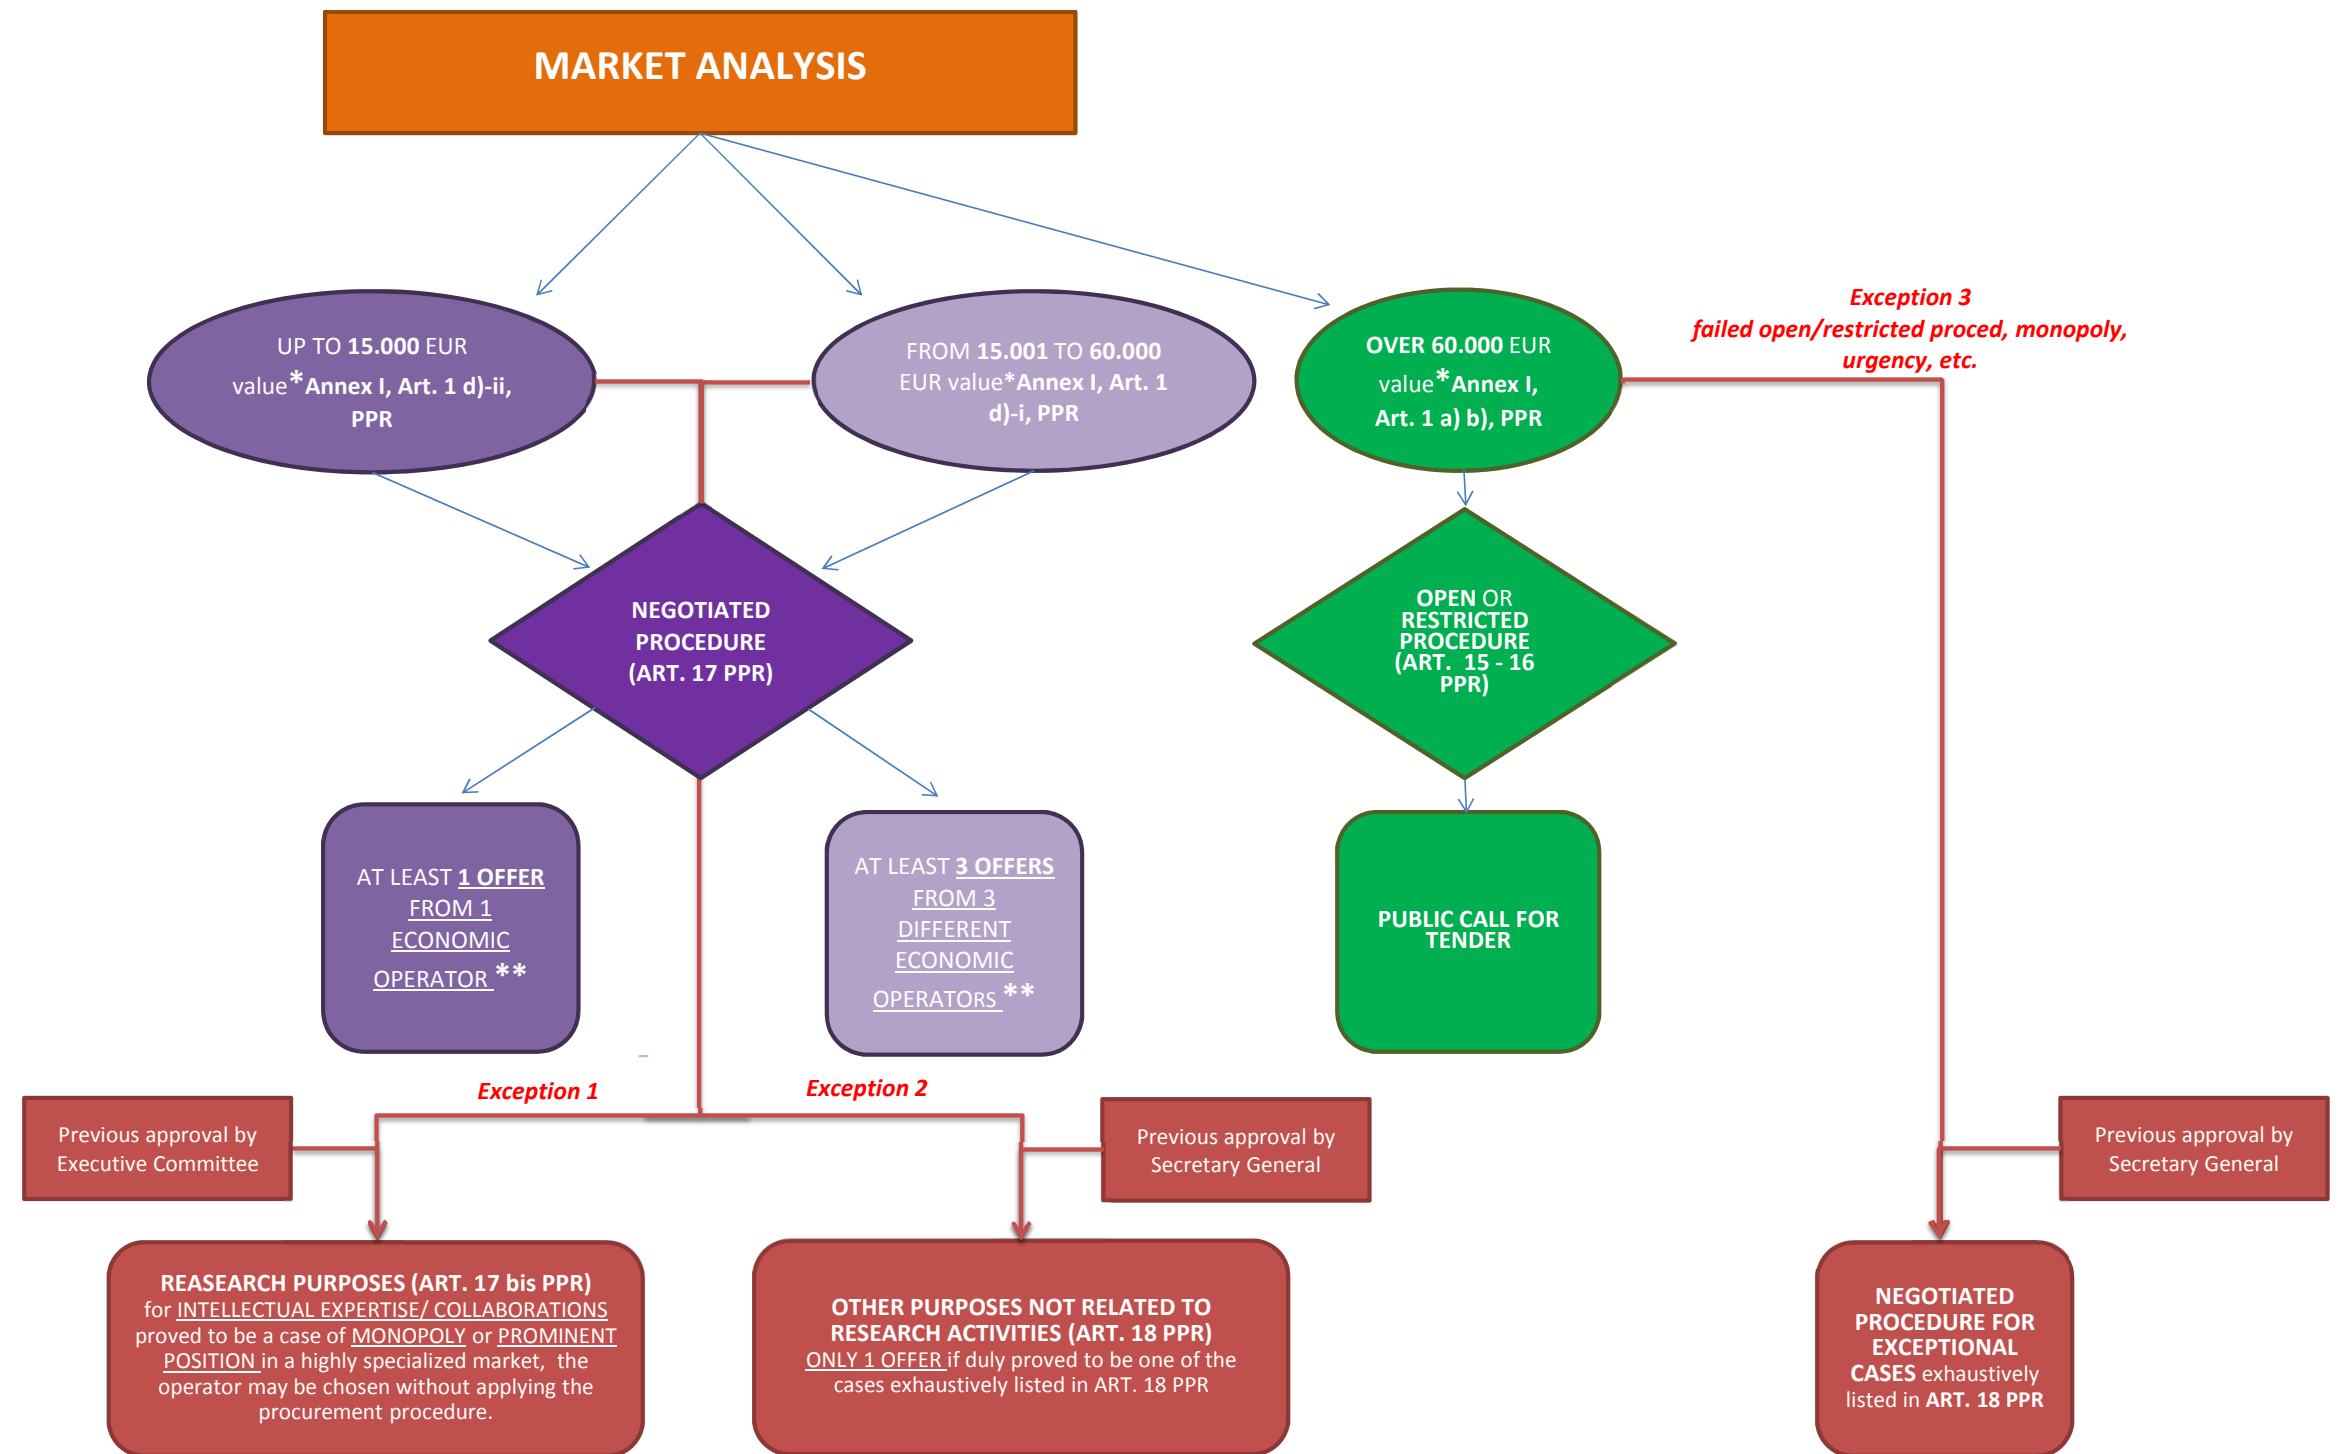 MARKET ANALYSIS
UP TO 15.000 EUR
value*Annex I, Art. 1 d)-ii,
PPR
FROM 15.001 TO 60.000
EUR value*Annex I, Art. 1
d)-i, PPR
OVER 60.000 EUR
value*Annex I,
Art. 1 a) b), PPR
Exception 3
failed open/restricted proced, monopoly,
urgency, etc.
NEGOTIATED
PROCEDURE
(ART. 17 PPR)
OPEN OR
RESTRICTED
PROCEDURE
(ART. 15 - 16
PPR)
AT LEAST 1 OFFER
FROM 1
ECONOMIC
OPERATOR **
AT LEAST 3 OFFERS
FROM 3
DIFFERENT
ECONOMIC
OPERATORS **
PUBLIC CALL FOR
TENDER
Exception 1
Exception 2
Previous approval by
Executive Committee
Previous approval by
Secretary General
Previous approval by
Secretary General
REASEARCH PURPOSES (ART. 17 bis PPR)
for INTELLECTUAL EXPERTISE/ COLLABORATIONS
proved to be a case of MONOPOLY or PROMINENT
POSITION in a highly specialized market, the
operator may be chosen without applying the
procurement procedure.
OTHER PURPOSES NOT RELATED TO
RESEARCH ACTIVITIES (ART. 18 PPR)
ONLY 1 OFFER if duly proved to be one of the
cases exhaustively listed in ART. 18 PPR
NEGOTIATED
PROCEDURE FOR
EXCEPTIONAL
CASES exhaustively
listed in ART. 18 PPR